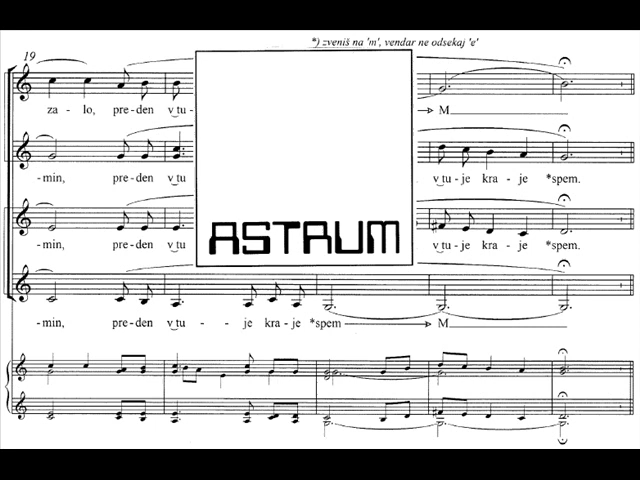 *) zveniš na 'm', vendar ne odsekaj 'e'
19
za - lo, pre-den v tu- M
-min, pre-den v tu- v tu-je kra - je *spem.
ASTRUM
-min, pre-den v tu- v tu-je kra - je *spem.
-min, pre-den v tu - - je kra - je *spem M